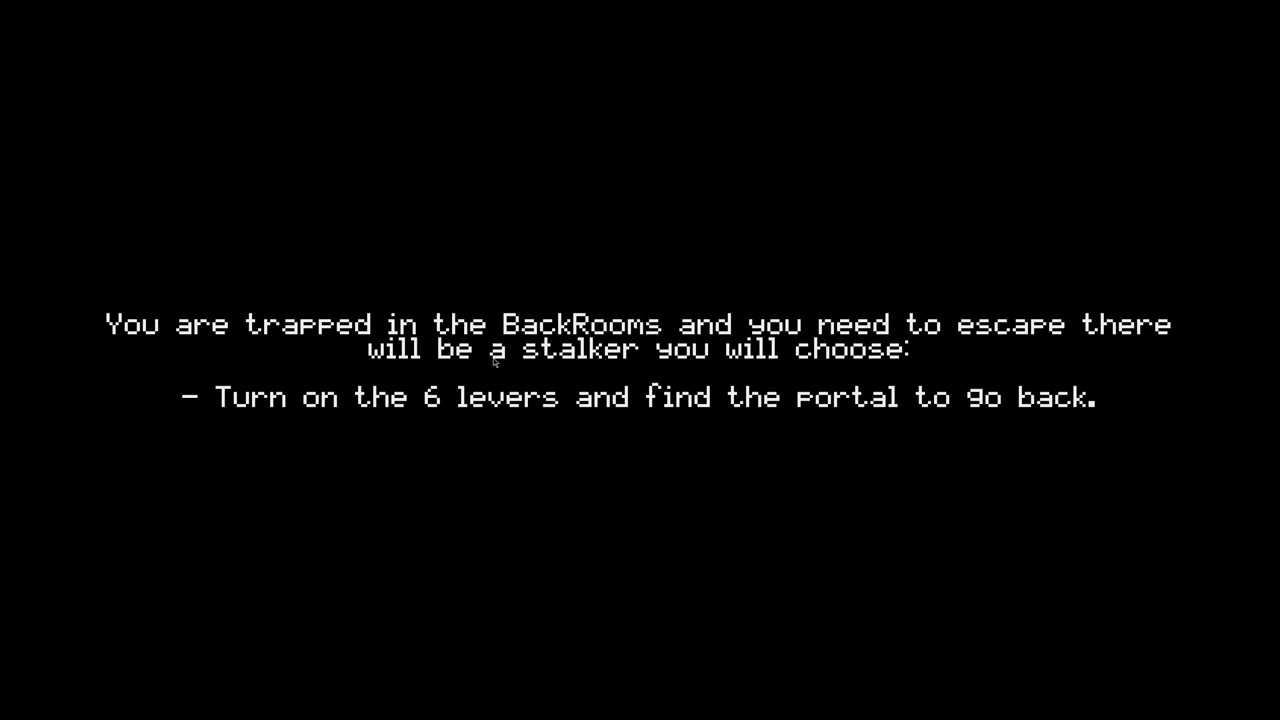 You are trapped in the BackRooms and you need to escape there
will be a stalker you will choose:
- Turn on the 6 levers and find the portal to go back.